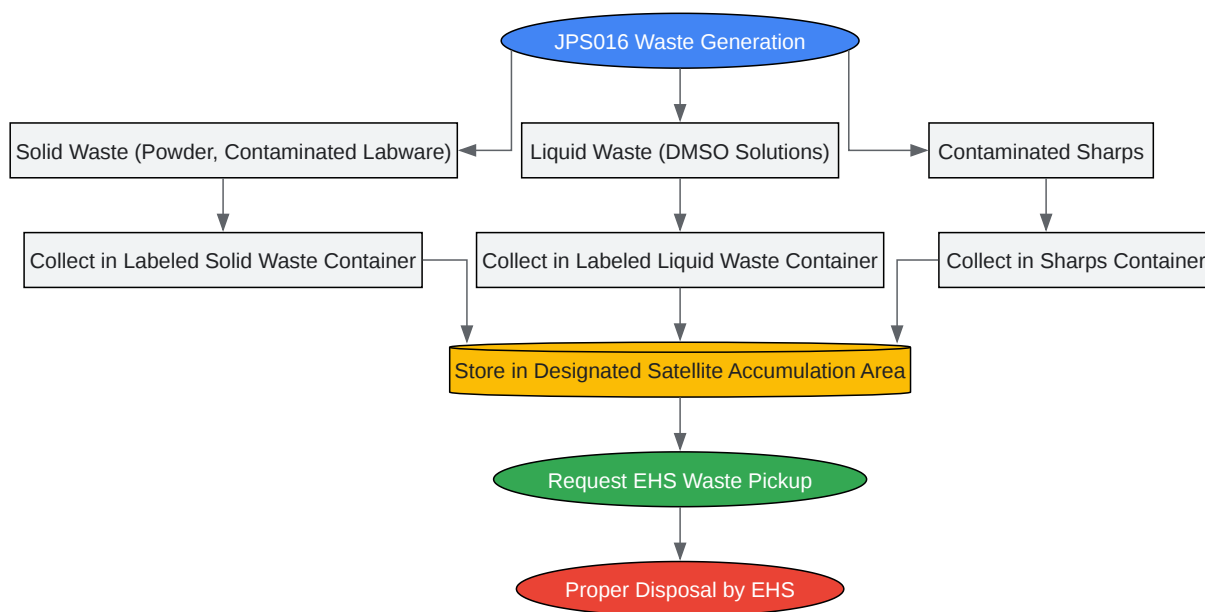 JPS016 Waste Generation
Solid Waste (Powder, Contaminated Labware)
Liquid Waste (DMSO Solutions)
Contaminated Sharps
Collect in Labeled Solid Waste Container
Collect in Labeled Liquid Waste Container
Collect in Sharps Container
Store in Designated Satellite Accumulation Area
Request EHS Waste Pickup
Proper Disposal by EHS